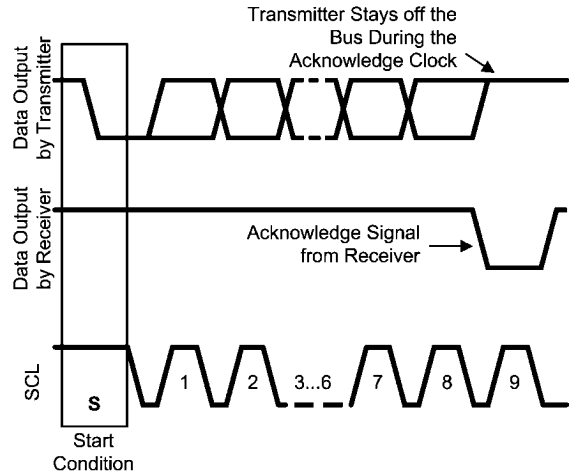 Transmitter Stays off the
Bus During the
Acknowledge Clock
Data Output
by Transmitter
Data Output
by Receiver
Acknowledge Signal
from Receiver
SCL
1
2
3...6
7
8
9
S
Start
Condition